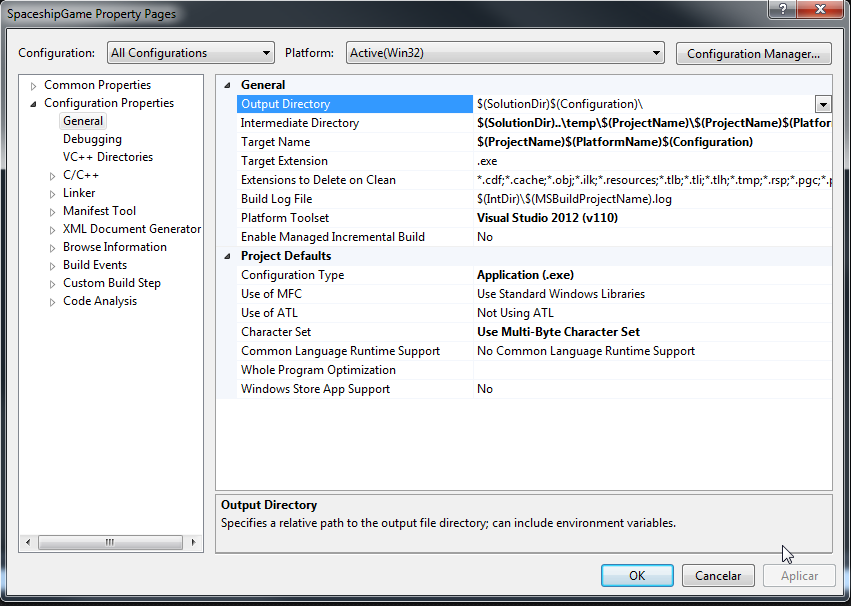 SpaceshipGame Property Pages
Configuration: All Configurations Platform: Active(Win32) Configuration Manager...
Common Properties
Configuration Properties
General
Debugging
VC++ Directories
C/C++
Linker
Manifest Tool
XML Document Generator
Browse Information
Build Events
Custom Build Step
Code Analysis
General
Output Directory $(SolutionDir)$(Configuration)\
Intermediate Directory $(SolutionDir)..\temp\$(ProjectName)\$(ProjectName)$(Platfor
Target Name $(ProjectName)$(PlatformName)$(Configuration)
Target Extension .exe
Extensions to Delete on Clean *.cdf;*.cache;*.obj;*.ilk;*.resources;*.tlb;*.tli;*.tlh;*.tmp;*.rsp;*.pgc;*.p
Build Log File $(IntDir)\$(MSBuildProjectName).log
Platform Toolset Visual Studio 2012 (v110)
Enable Managed Incremental Build No
Project Defaults
Configuration Type Application (.exe)
Use of MFC Use Standard Windows Libraries
Use of ATL Not Using ATL
Character Set Use Multi-Byte Character Set
Common Language Runtime Support No Common Language Runtime Support
Whole Program Optimization
Windows Store App Support No
Output Directory
Specifies a relative path to the output file directory; can include environment variables.
OK Cancelar Aplicar